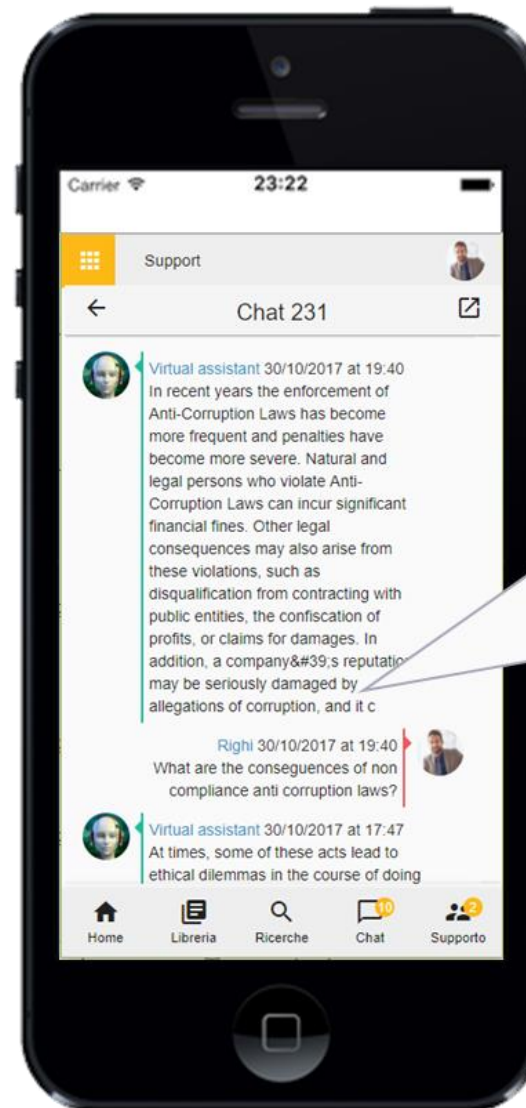 Carrier
23:22
Support
Chat 231
Virtual assistant 30/10/2017 at 19:40
In recent years the enforcement of
Anti-Corruption Laws has become
more frequent and penalties have
become more severe. Natural and
legal persons who violate Anti-
Corruption Laws can incur significant
financial fines. Other legal
consequences may also arise from
these violations, such as
disqualification from contracting with
public entities, the confiscation of
profits, or claims for damages. In
addition, a company&#39;s reputation
may be seriously damaged by
allegations of corruption, and it c
Righi 30/10/2017 at 19:40
What are the conseguences of non
compliance anti corruption laws?
Virtual assistant 30/10/2017 at 17:47
At times, some of these acts lead to
ethical dilemmas in the course of doing
10
2
Home
Libreria
Ricerche
Chat
Supporto